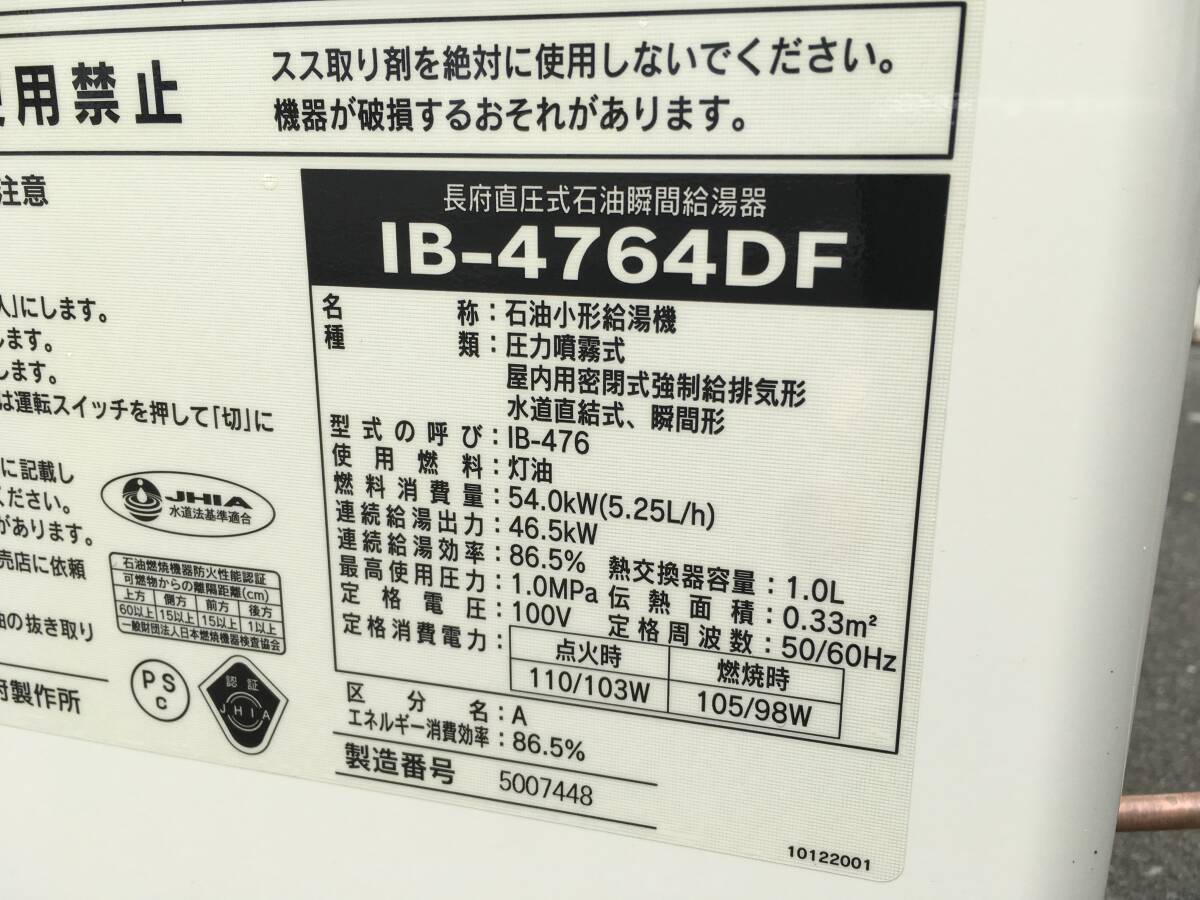 用禁止
スス取り剤を絶対に使用しないでください。
機器が破損するおそれがあります。
注意
にします。
します。
します。
は運転スイッチを押して「切」に
に記載し
ください。
があります。
売店に依頼
油の抜き取り
府製作所
JHIA
水道法基準適合
石油燃焼機器防火性能認証
可燃物からの離隔距離(cm)
上方 側方 前方 後方
60以上 15以上 15以上 1以上
一般財団法人日本燃焼機器検査協会
PS
C
認証
JHIA
長府直圧式石油瞬間給湯器
IB-4764DF
名称：石油小形給湯機
種類：圧力噴霧式
屋内用密閉式強制給排気形
水道直結式、瞬間形
型式の呼び：IB-476
使用燃料：灯油
燃料消費量：54.0kW(5.25L/h)
連続給湯出力：46.5kW
連続給湯効率：86.5% 熱交換器容量：1.0L
最高使用圧力：1.0MPa 伝熱面積：0.33m²
定格電圧：100V 定格周波数：50/60Hz
定格消費電力： 点火時 燃焼時
110/103W 105/98W
区分名：A
エネルギー消費効率：86.5%
製造番号 5007448
10122001